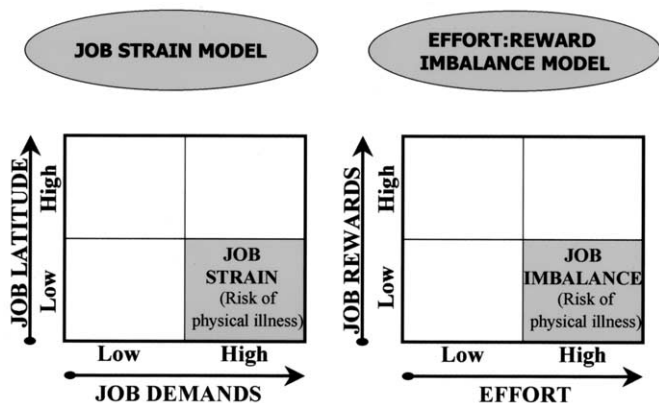 JOB STRAIN MODEL
EFFORT:REWARD
IMBALANCE MODEL
JOB LATITUDE
High
Low
JOB
STRAIN
(Risk of
physical illness)
Low
High
JOB DEMANDS
JOB REWARDS
High
Low
JOB
IMBALANCE
(Risk of
physical illness)
Low
High
EFFORT